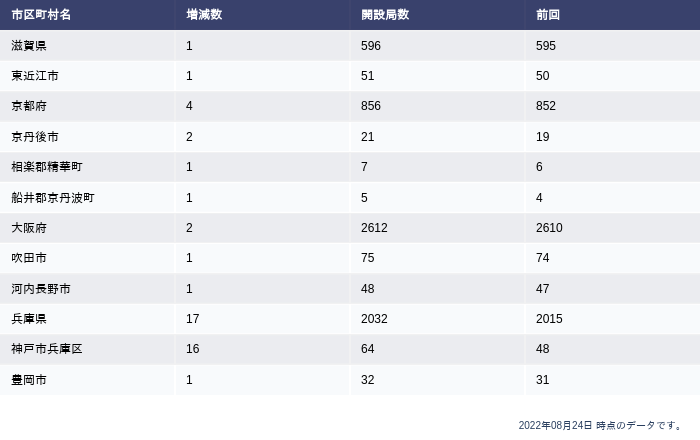 市区町村名 増減数 開設局数 前回
滋賀県 1 596 595
東近江市 1 51 50
京都府 4 856 852
京丹後市 2 21 19
相楽郡精華町 1 7 6
船井郡京丹波町 1 5 4
大阪府 2 2612 2610
吹田市 1 75 74
河内長野市 1 48 47
兵庫県 17 2032 2015
神戸市兵庫区 16 64 48
豊岡市 1 32 31
2022年08月24日 時点のデータです。